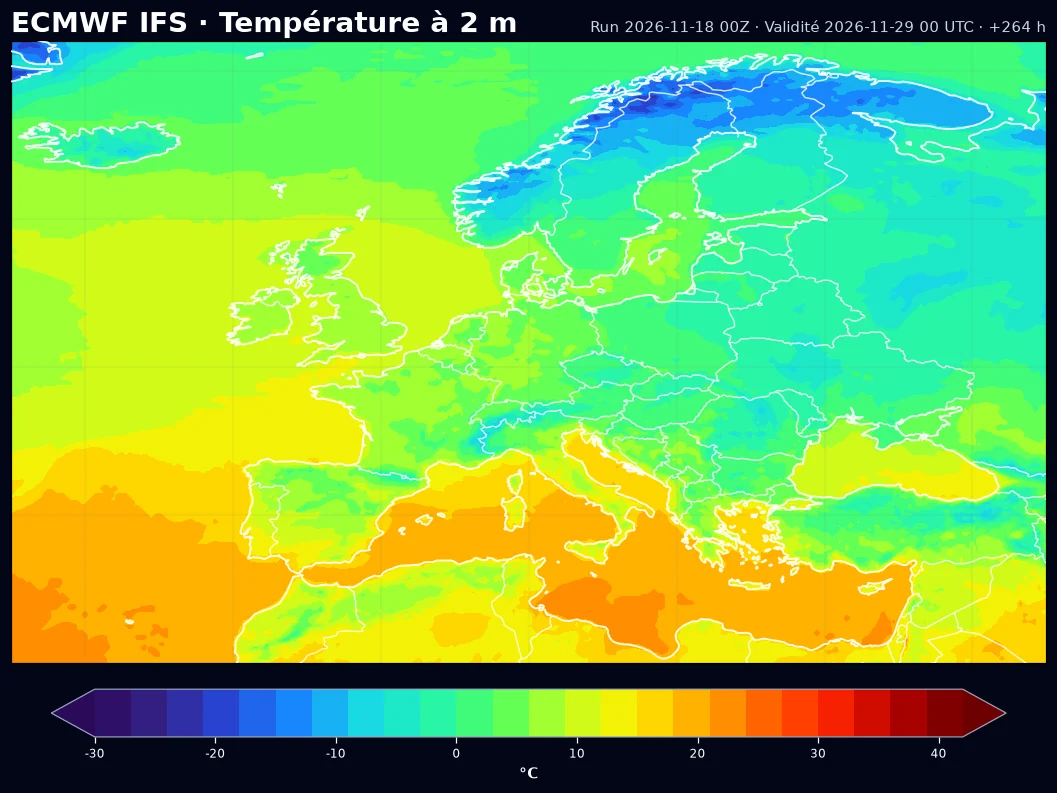 ECMWF IFS · Température à 2 m
Run 2026-11-18 00Z · Validité 2026-11-29 00 UTC · +264 h
-30 -20 -10 0 10 20 30 40
°C